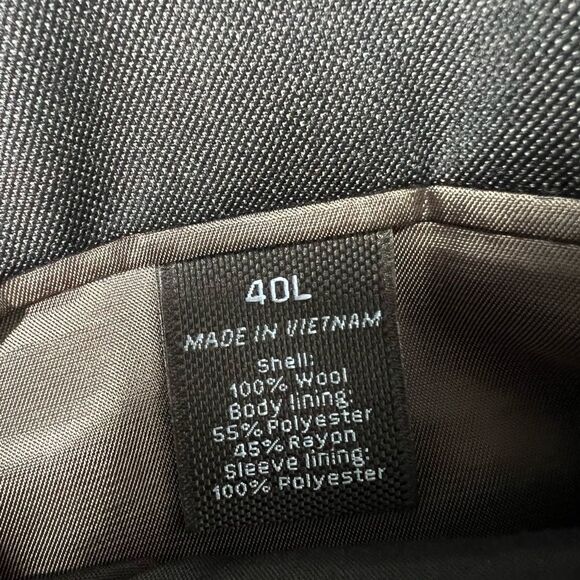 40L
MADE IN VIETNAM
Shell:
100% Wool
Body lining:
55% Polyester
45% Rayon
Sleeve lining:
100% Polyester